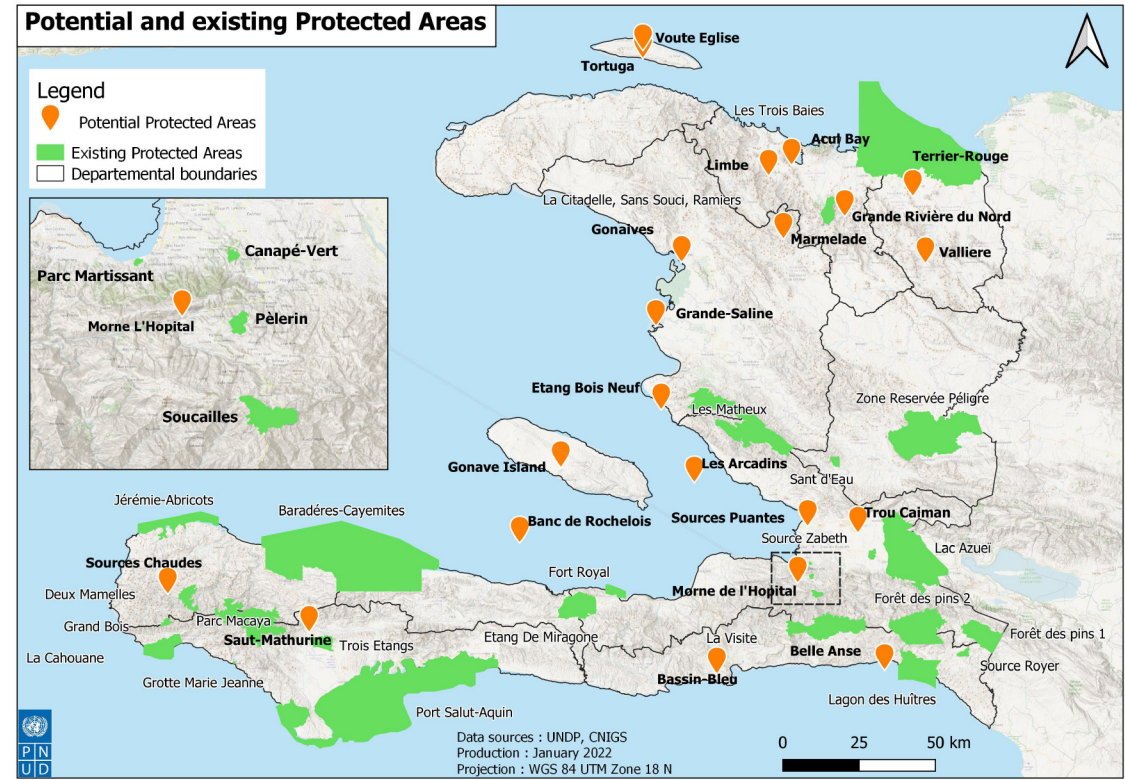 Potential and existing Protected Areas
Legend
Potential Protected Areas
Existing Protected Areas
Departemental boundaries
Voute Eglise
Tortuga
Les Trois Baies
Acul Bay
Limbe
Terrier-Rouge
La Citadelle, Sans Souci, Ramiers
Grande Rivière du Nord
Gonaives
Marmelade
Valliere
Canapé-Vert
Parc Martissant
Morne L'Hopital
Pèlerin
Soucailles
Grande-Saline
Etang Bois Neuf
Les Matheux
Zone Reservée Péligre
Gonave Island
Les Arcadins
Sant d'Eau
Jérémie-Abricots
Baradéres-Cayemites
Banc de Rochelois
Sources Puantes
Trou Caiman
Source Zabeth
Lac Azueï
Sources Chaudes
Fort Royal
Morne de l'Hopital
Deux Mamelles
Forêt des pins 2
Grand Bois
Parc Macaya
Saut-Mathurine
Trois Etangs
Etang De Miragone
La Visite
Belle Anse
Forêt des pins 1
La Cahouane
Source Royer
Grotte Marie Jeanne
Bassin-Bleu
Lagon des Huîtres
Port Salut-Aquin
Data sources : UNDP, CNIGS
Production : January 2022
Projection : WGS 84 UTM Zone 18 N
0 25 50 km
P N
U D